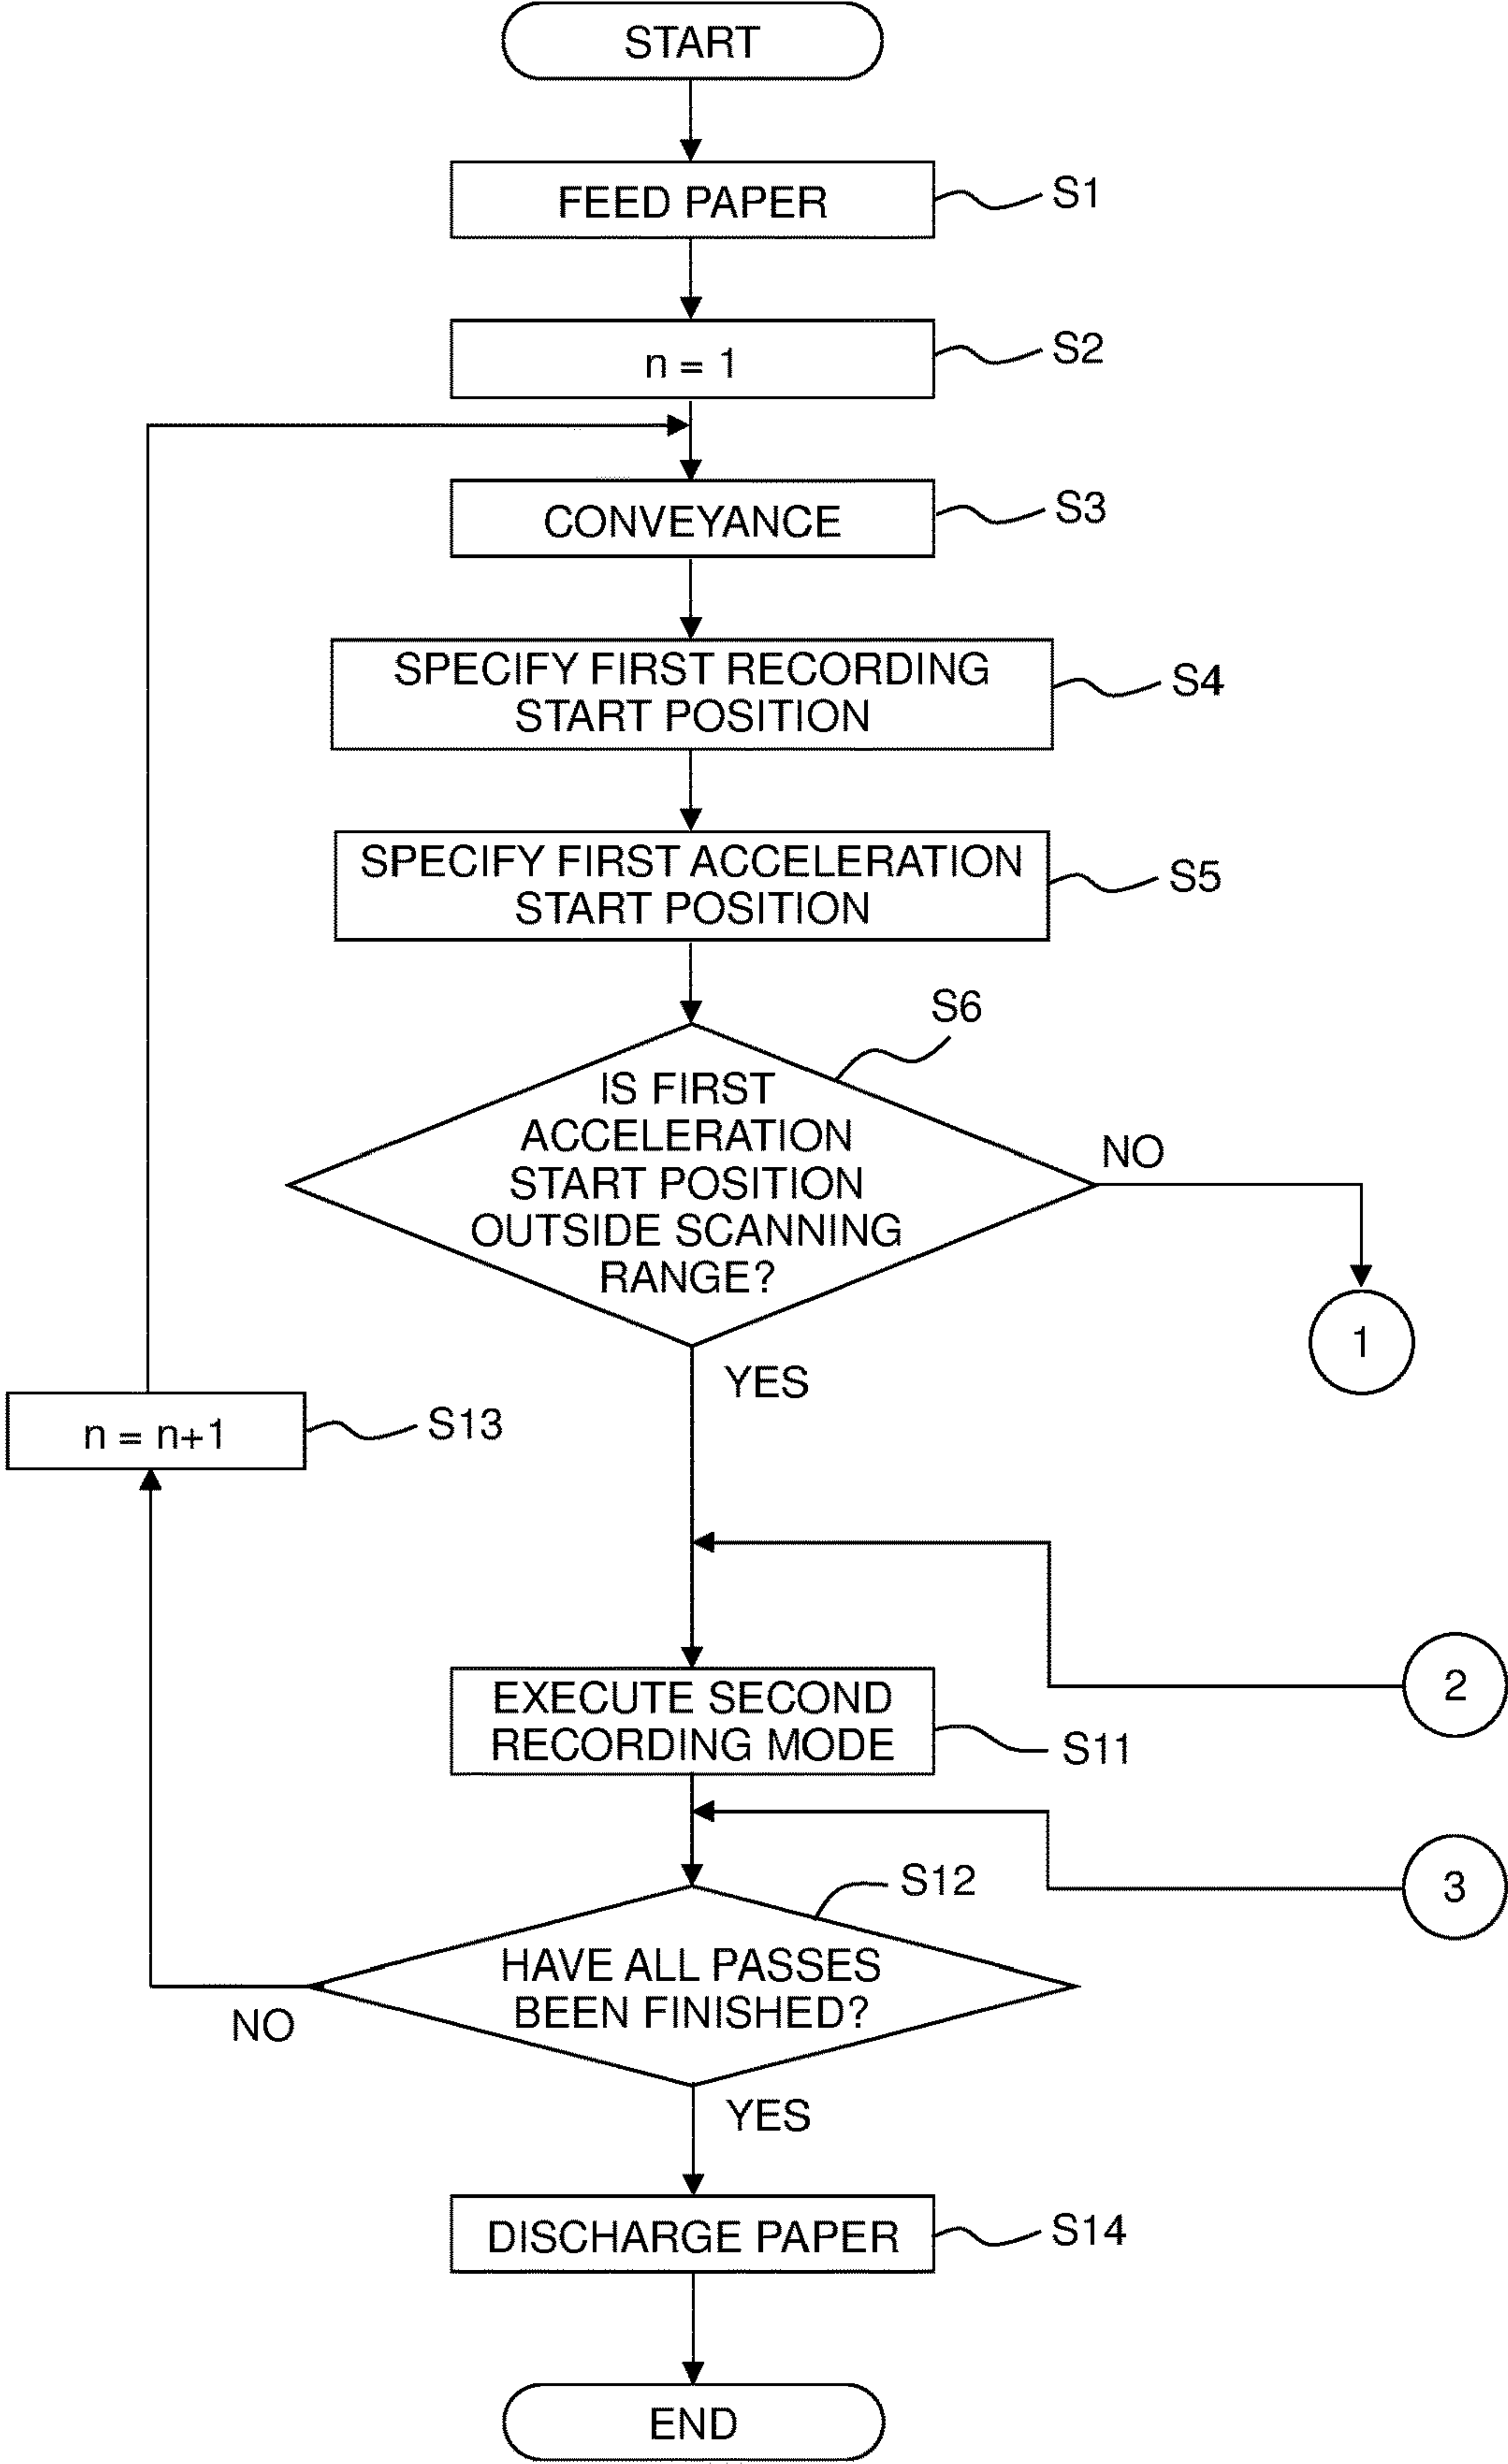 START
FEED PAPER
S1
n = 1
S2
CONVEYANCE
S3
SPECIFY FIRST RECORDING
START POSITION
S4
SPECIFY FIRST ACCELERATION
START POSITION
S5
S6
IS FIRST
ACCELERATION
START POSITION
OUTSIDE SCANNING
RANGE?
NO
1
YES
n = n+1
S13
2
EXECUTE SECOND
RECORDING MODE
S11
3
S12
HAVE ALL PASSES
BEEN FINISHED?
NO
YES
DISCHARGE PAPER
S14
END